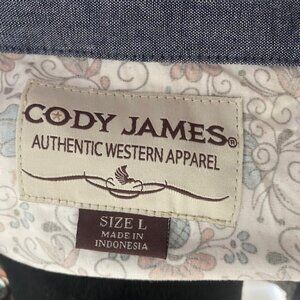 CODY JAMES®
AUTHENTIC WESTERN APPAREL
SIZE L
MADE IN
INDONESIA